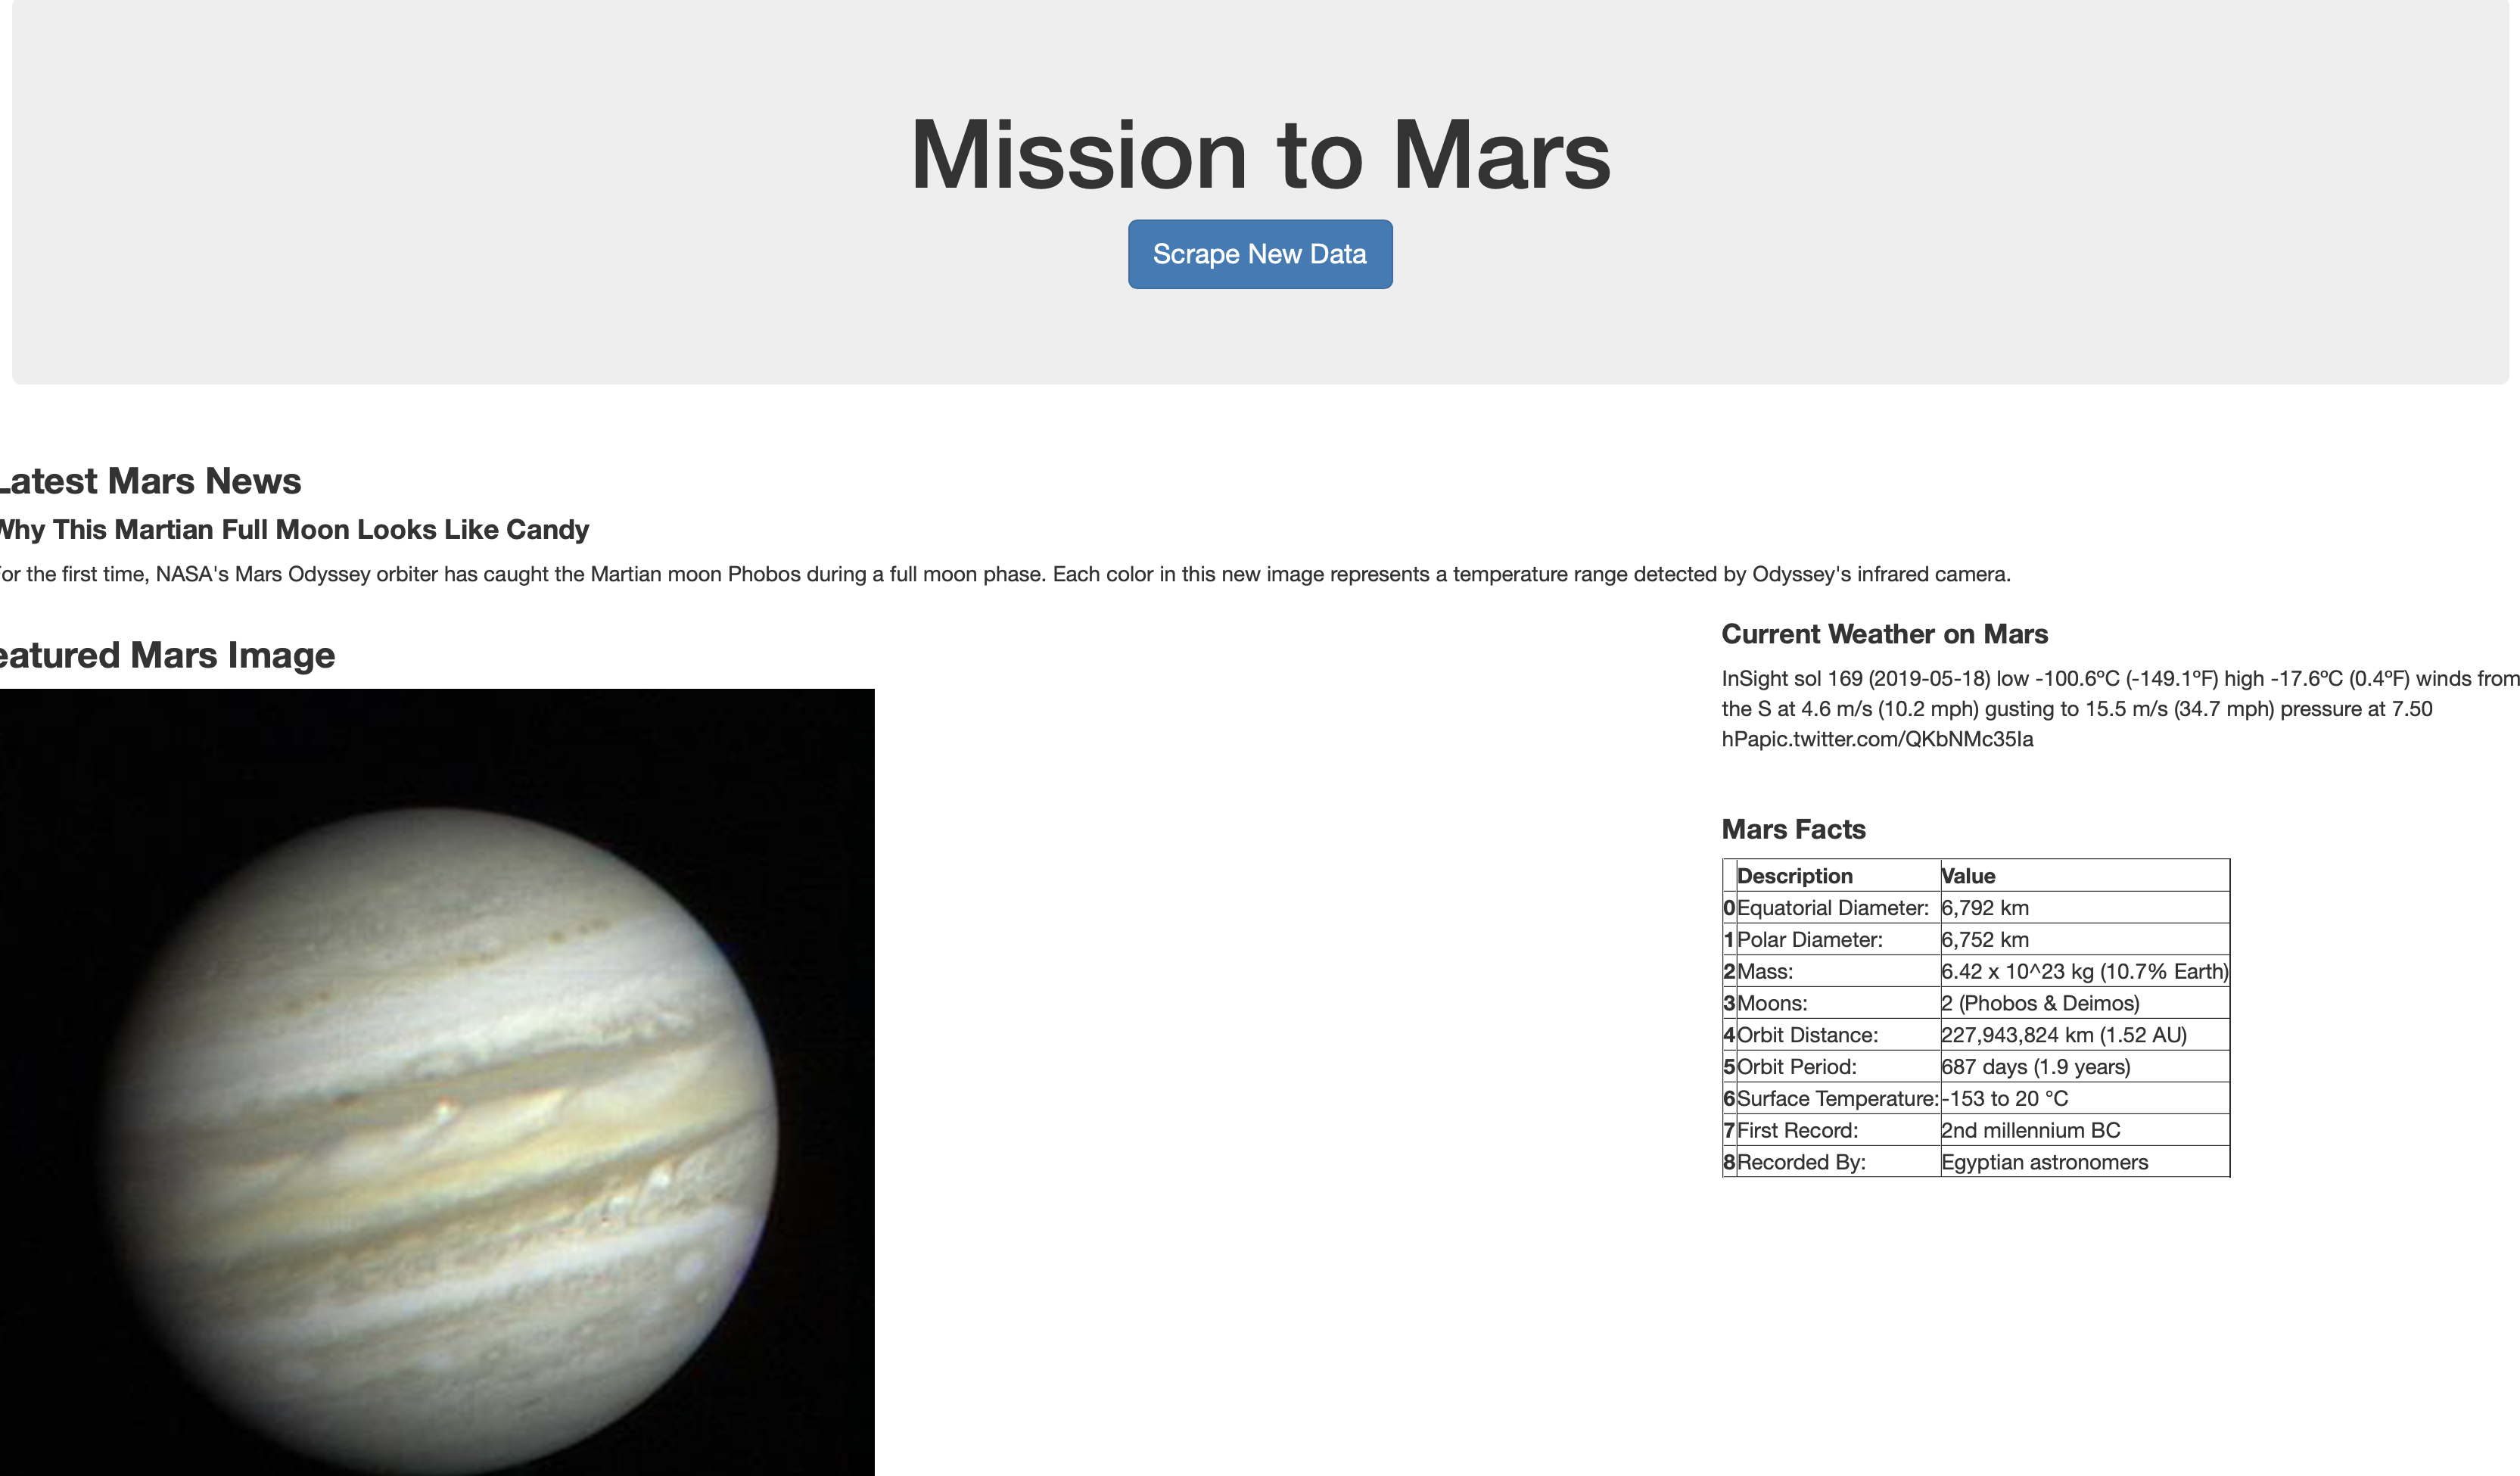 Mission to Mars
Scrape New Data
Latest Mars News
Why This Martian Full Moon Looks Like Candy
or the first time, NASA's Mars Odyssey orbiter has caught the Martian moon Phobos during a full moon phase. Each color in this new image represents a temperature range detected by Odyssey's infrared camera.
eatured Mars Image
Current Weather on Mars
InSight sol 169 (2019-05-18) low -100.6ºC (-149.1ºF) high -17.6ºC (0.4ºF) winds from
the S at 4.6 m/s (10.2 mph) gusting to 15.5 m/s (34.7 mph) pressure at 7.50
hPapic.twitter.com/QKbNMc35Ia
Mars Facts
Description Value
0 Equatorial Diameter: 6,792 km
1 Polar Diameter: 6,752 km
2 Mass: 6.42 x 10^23 kg (10.7% Earth)
3 Moons: 2 (Phobos & Deimos)
4 Orbit Distance: 227,943,824 km (1.52 AU)
5 Orbit Period: 687 days (1.9 years)
6 Surface Temperature: -153 to 20 °C
7 First Record: 2nd millennium BC
8 Recorded By: Egyptian astronomers